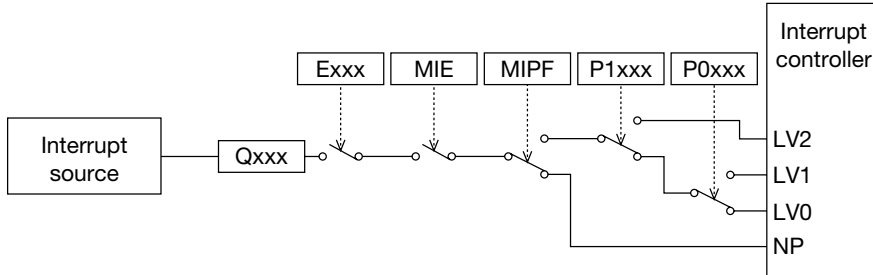 Interrupt
controller
Exxx
MIE
MIPF
P1xxx
P0xxx
Interrupt
source
Qxxx
LV2
LV1
LV0
NP